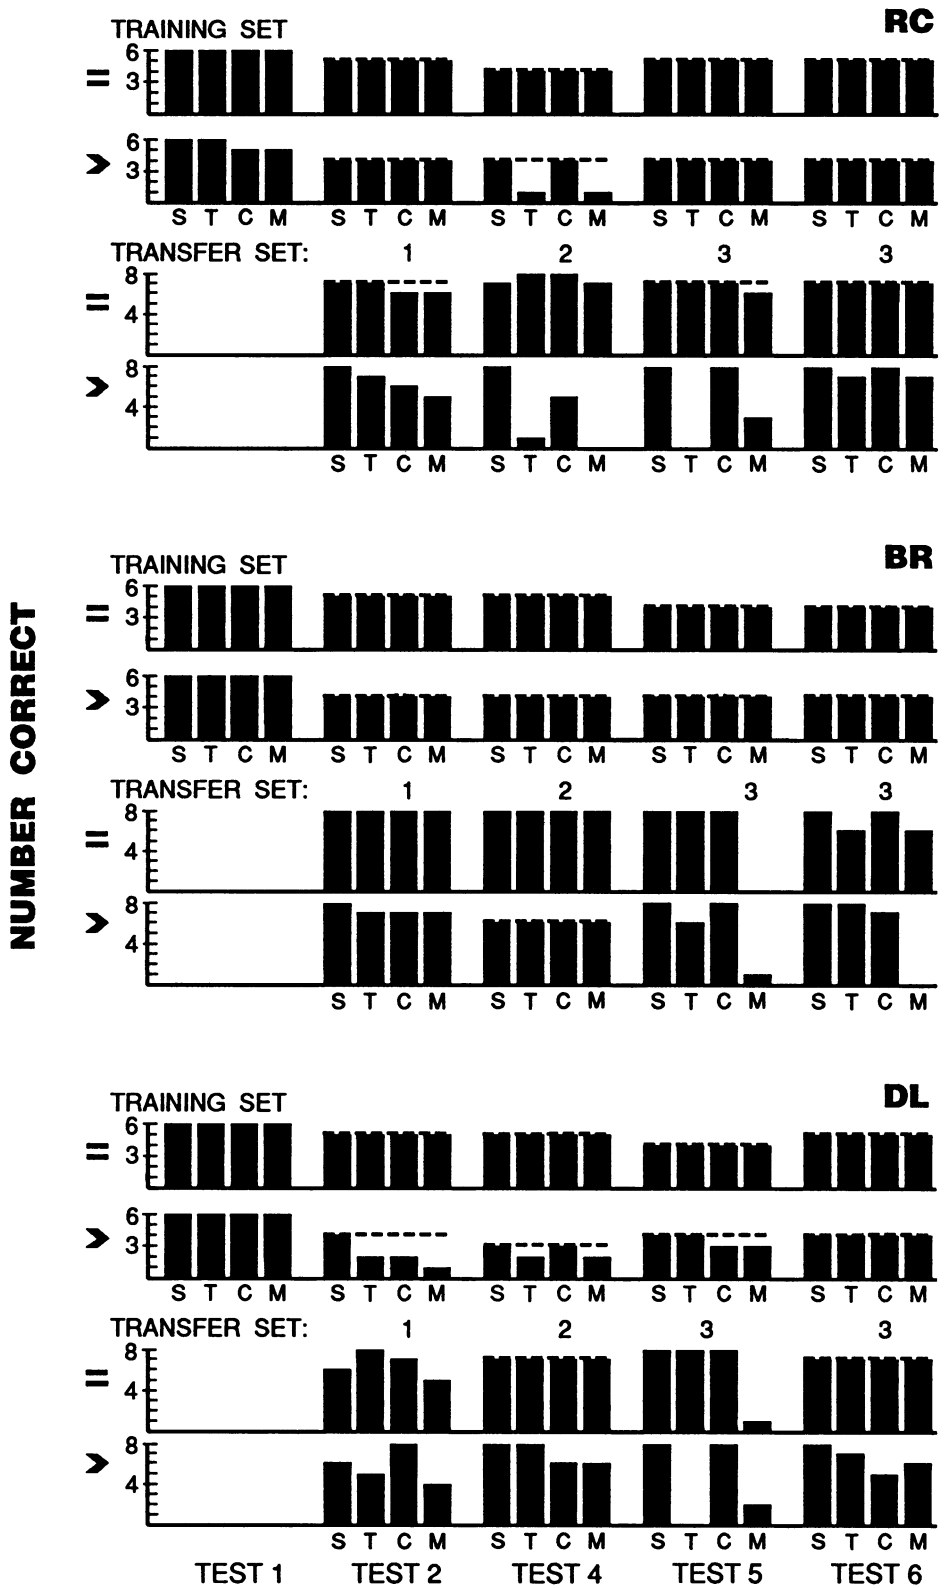 RC
TRAINING SET
=
6
3
>
6
3
S T C M S T C M S T C M S T C M S T C M
TRANSFER SET: 1 2 3 3
=
8
4
>
8
4
S T C M S T C M S T C M S T C M
NUMBER CORRECT
BR
TRAINING SET
=
6
3
>
6
3
S T C M S T C M S T C M S T C M S T C M
TRANSFER SET: 1 2 3 3
=
8
4
>
8
4
S T C M S T C M S T C M S T C M
DL
TRAINING SET
=
6
3
>
6
3
S T C M S T C M S T C M S T C M S T C M
TRANSFER SET: 1 2 3 3
=
8
4
>
8
4
S T C M S T C M S T C M S T C M
TEST 1 TEST 2 TEST 4 TEST 5 TEST 6